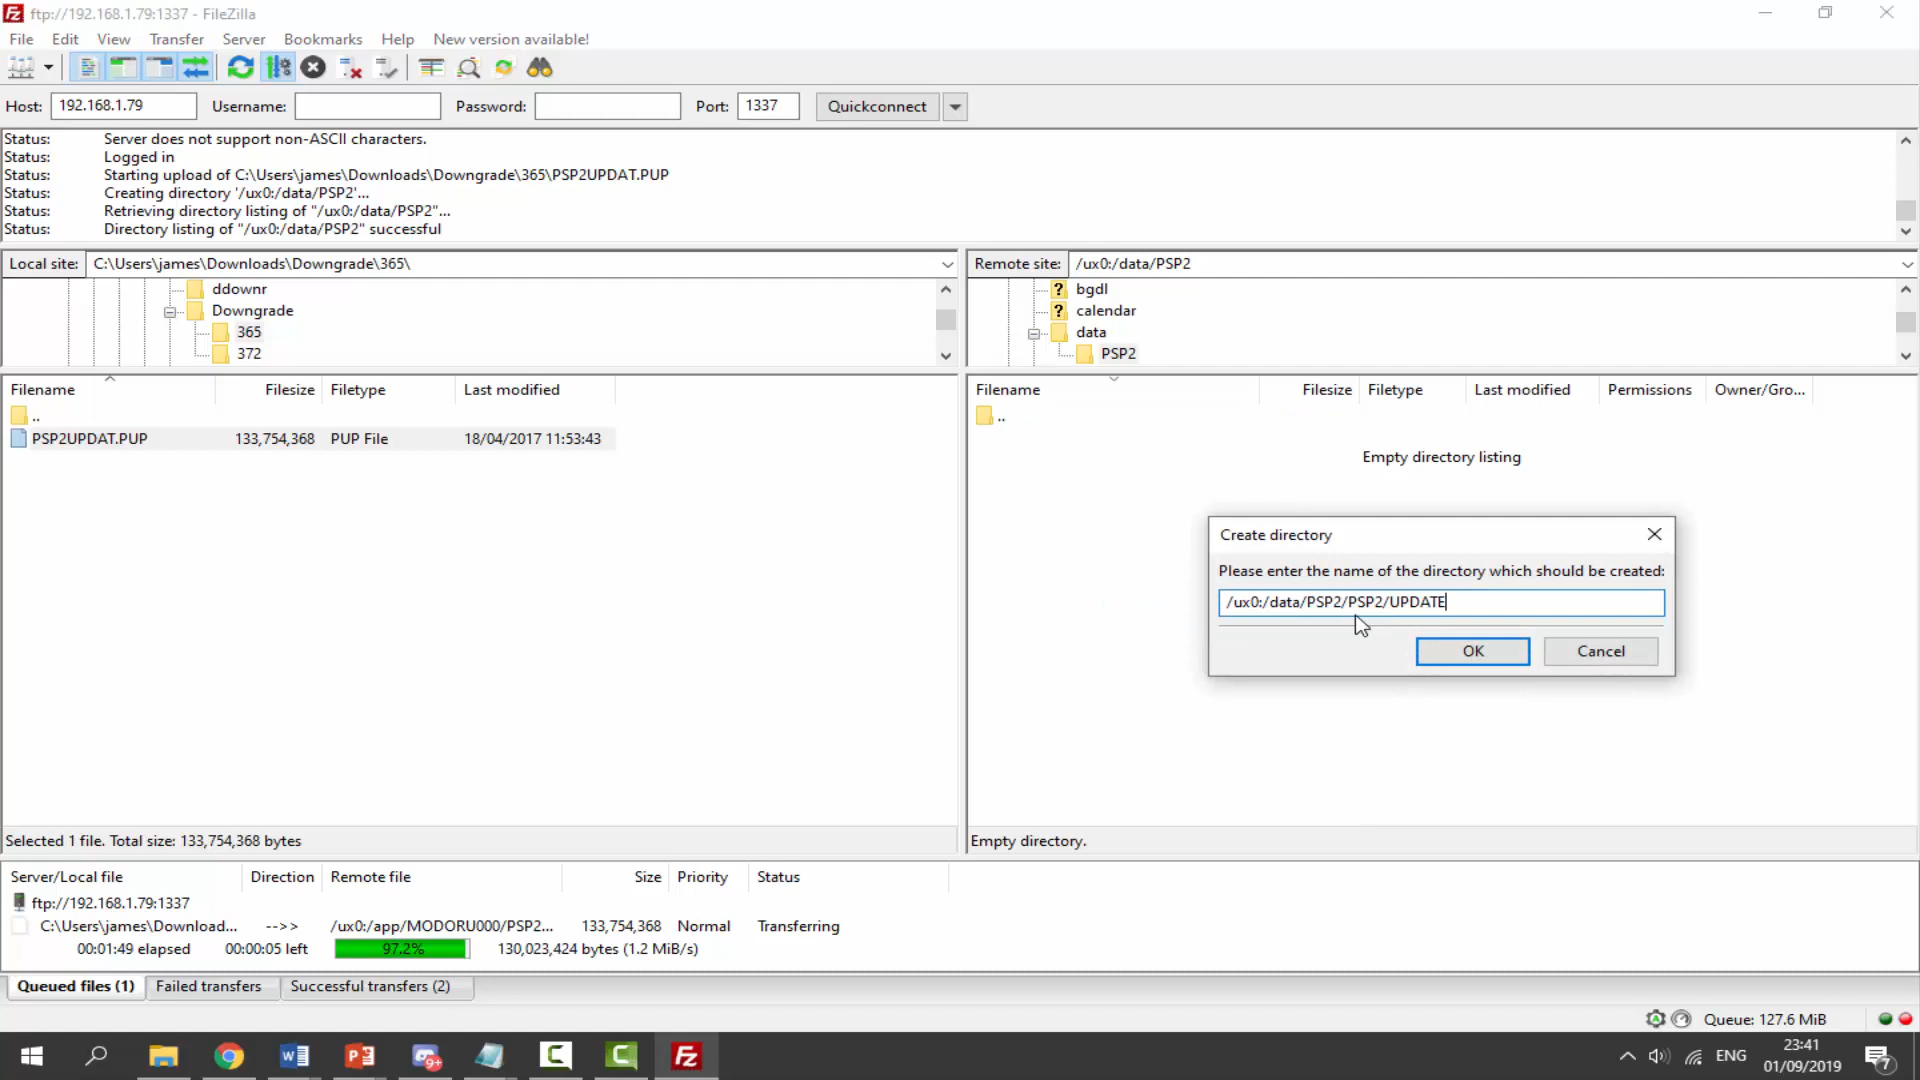 ftp://192.168.1.79:1337 - FileZilla
File Edit View Transfer Server Bookmarks Help New version available!
Host: 192.168.1.79 Username: Password: Port: 1337 Quickconnect
Status: Server does not support non-ASCII characters.
Status: Logged in
Status: Starting upload of C:\Users\james\Downloads\Downgrade\365\PSP2UPDAT.PUP
Status: Creating directory '/ux0:/data/PSP2'...
Status: Retrieving directory listing of "/ux0:/data/PSP2"...
Status: Directory listing of "/ux0:/data/PSP2" successful
Local site: C:\Users\james\Downloads\Downgrade\365\
ddownr
Downgrade
365
372
Remote site: /ux0:/data/PSP2
bgdl
calendar
data
PSP2
Filename Filesize Filetype Last modified
..
PSP2UPDAT.PUP 133,754,368 PUP File 18/04/2017 11:53:43
Selected 1 file. Total size: 133,754,368 bytes
Filename Filesize Filetype Last modified Permissions Owner/Gro...
..
Empty directory listing
Create directory
Please enter the name of the directory which should be created:
/ux0:/data/PSP2/PSP2/UPDATE
OK Cancel
Empty directory.
Server/Local file Direction Remote file Size Priority Status
ftp://192.168.1.79:1337
C:\Users\james\Download... -->> /ux0:/app/MODORU000/PSP2... 133,754,368 Normal Transferring
00:01:49 elapsed 00:00:05 left 97.2% 130,023,424 bytes (1.2 MiB/s)
Queued files (1) Failed transfers Successful transfers (2)
Queue: 127.6 MiB
9+
ENG
23:41
01/09/2019
7